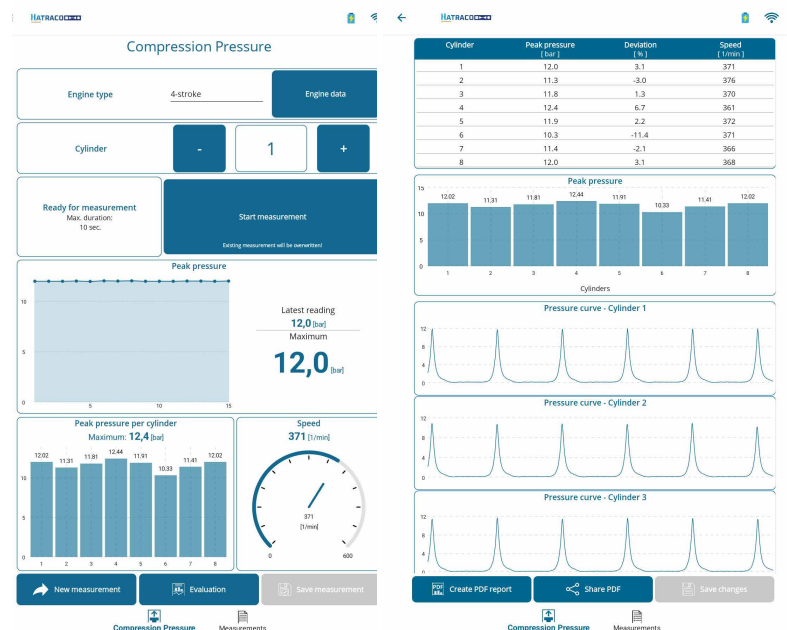 HATRACO
Compression Pressure
Engine type
4-stroke
Engine data
Cylinder
-
1
+
Ready for measurement
Max. duration:
10 sec.
Start measurement
Existing measurement will be overwritten!
Peak pressure
10
5
0
5
10
15
Latest reading
12,0 [bar]
Maximum
12,0 [bar]
Peak pressure per cylinder
Maximum: 12,4 [bar]
12.02 11.31 11.81 12.44 11.91 10.33 11.41 12.02
10
5
0
1 2 3 4 5 6 7 8
Speed
371 [1/min]
371
[1/min]
0 600
New measurement
Evaluation
Save measurement
Compression Pressure
Measurements
HATRACO
Cylinder Peak pressure Deviation Speed
[ bar ] [ % ] [ 1/min ]
1 12.0 3.1 371
2 11.3 -3.0 376
3 11.8 1.3 370
4 12.4 6.7 361
5 11.9 2.2 372
6 10.3 -11.4 371
7 11.4 -2.1 366
8 12.0 3.1 368
Peak pressure
15
12.02 11.31 11.81 12.44 11.91 10.33 11.41 12.02
10
5
0
1 2 3 4 5 6 7 8
Cylinders
Pressure curve - Cylinder 1
12
8
4
0
Pressure curve - Cylinder 2
12
8
4
0
Pressure curve - Cylinder 3
12
8
4
0
PDF
Create PDF report
Share PDF
Save changes
Compression Pressure
Measurements